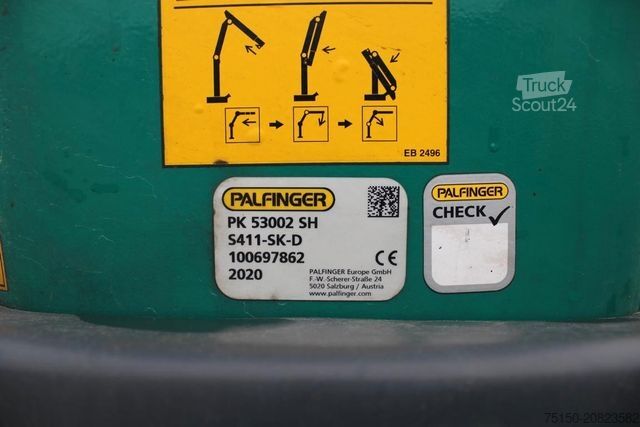 Truck
Scout24
EB 2496
PALFINGER
PK 53002 SH
S411-SK-D
100697862
2020
PALFINGER Europe GmbH
F.-W.-Scherer-Straße 24
5020 Salzburg / Austria
www.palfinger.com
CE
PALFINGER
CHECK
75150-20823582